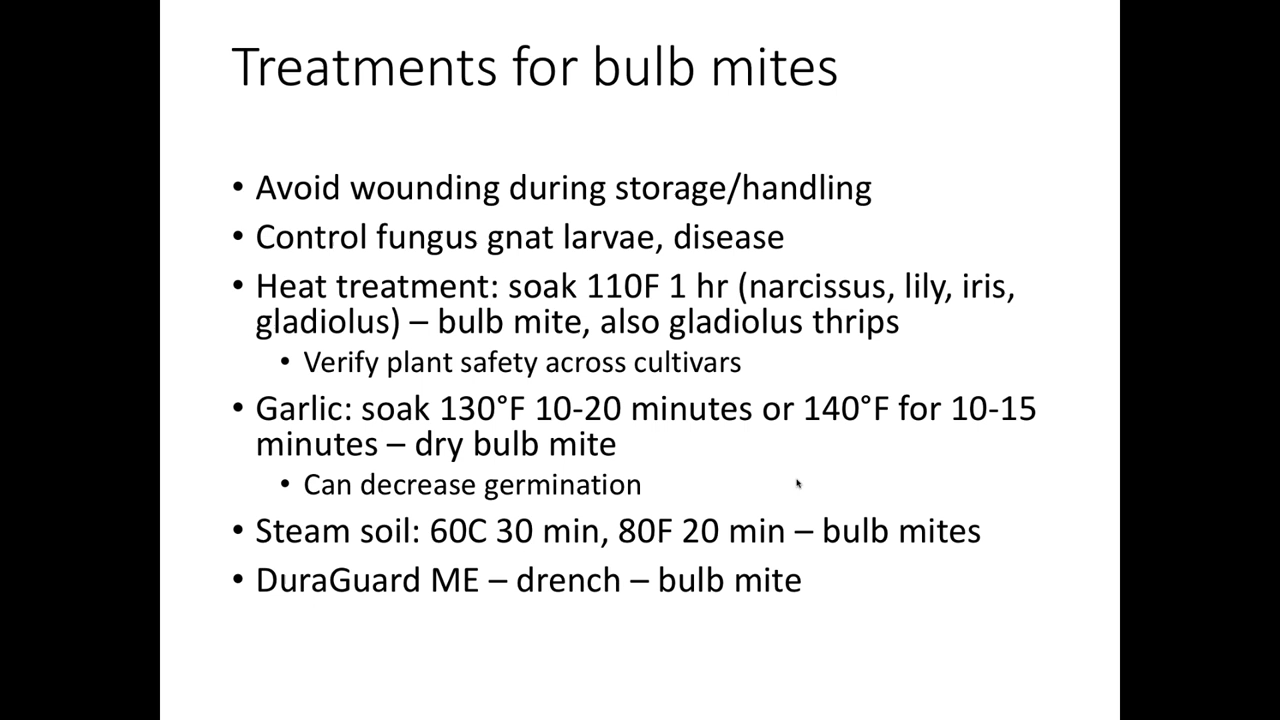 Treatments for bulb mites
• Avoid wounding during storage/handling
• Control fungus gnat larvae, disease
• Heat treatment: soak 110F 1 hr (narcissus, lily, iris,
gladiolus) – bulb mite, also gladiolus thrips
• Verify plant safety across cultivars
• Garlic: soak 130°F 10-20 minutes or 140°F for 10-15
minutes – dry bulb mite
• Can decrease germination
• Steam soil: 60C 30 min, 80F 20 min – bulb mites
• DuraGuard ME – drench – bulb mite